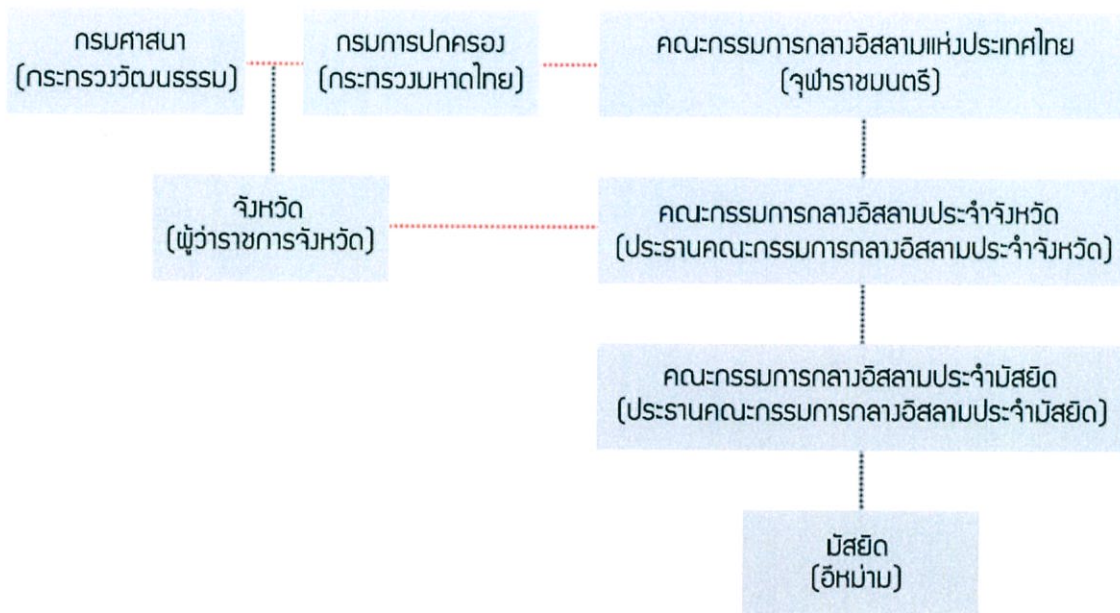 กรมศาสนา
(กระทรวงวัฒนธรรม)
กรมการปกครอง
(กระทรวงมหาดไทย)
คณะกรรมการกลางอิสลามแห่งประเทศไทย
(จุฬาราชมนตรี)
จังหวัด
(ผู้ว่าราชการจังหวัด)
คณะกรรมการกลางอิสลามประจำจังหวัด
(ประธานคณะกรรมการกลางอิสลามประจำจังหวัด)
คณะกรรมการกลางอิสลามประจำมัสยิด
(ประธานคณะกรรมการกลางอิสลามประจำมัสยิด)
มัสยิด
(อีหม่าม)